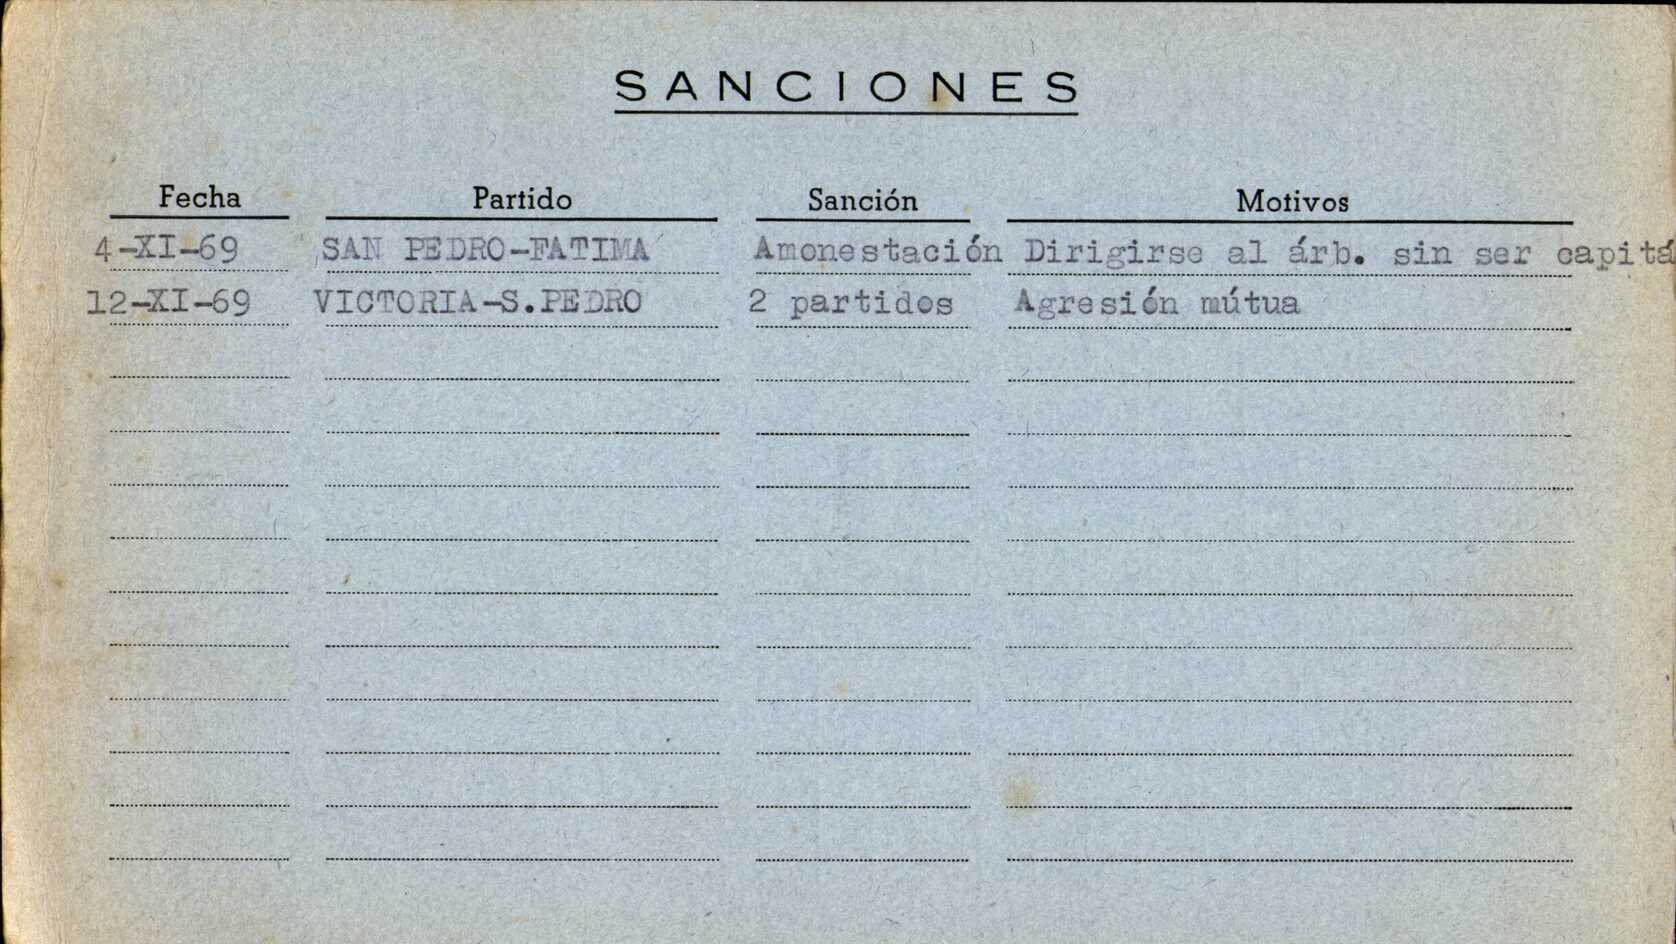 SANCIONES
Fecha Partido Sanción Motivos
4-XI-69 SAN PEDRO-FATIMA Amonestación Dirigirse al árb. sin ser capitá
12-XI-69 VICTORIA-S.PEDRO 2 partidos Agresión mútua